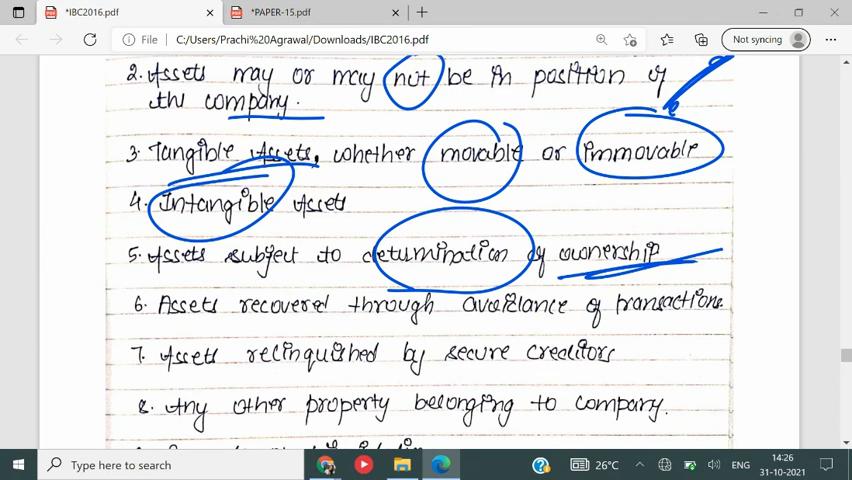 *IBC2016.pdf
*PAPER-15.pdf
File
C:/Users/Prachi%20Agrawal/Downloads/IBC2016.pdf
Not syncing
2. Assets may or may not be in position of
the company.
3. Tangible Assets, whether movable or immovable
4. Intangible Assets
5. Assets subject to determination of ownership
6. Assets recovered through avoidance of transactions.
7. Assets relinquished by secure creditors
8. Any other property belonging to company.
Type here to search
26°C
ENG
14:26
31-10-2021